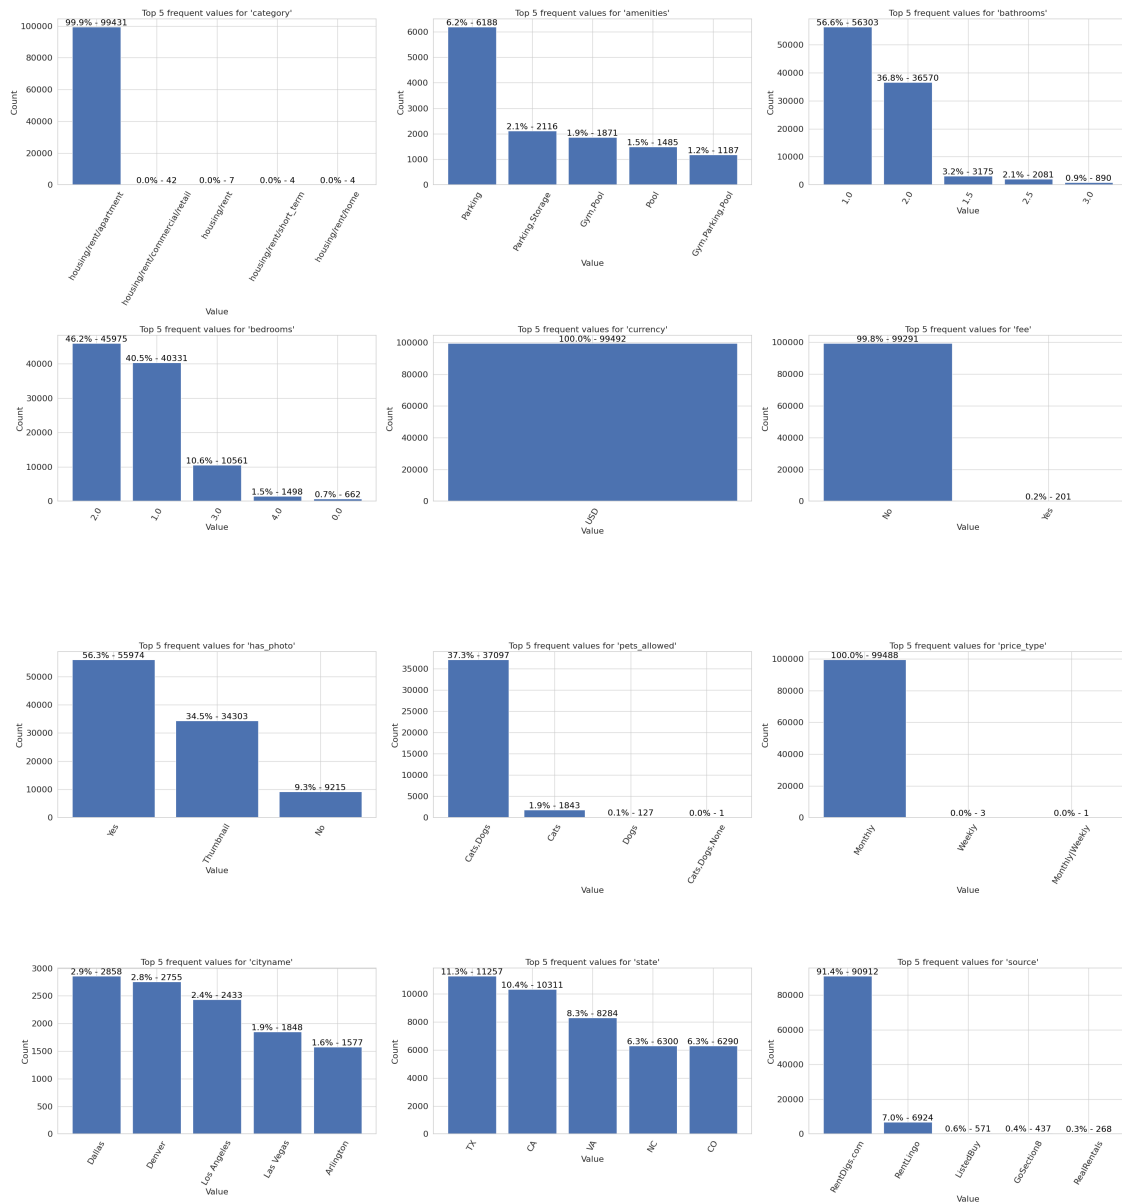 Top 5 frequent values for 'category'
99.9% - 99431
0.0% - 42
0.0% - 7
0.0% - 4
0.0% - 4
100000
80000
60000
40000
20000
0
Count
housing/rent/apartment
housing/rent/commercial/retail
housing/rent
housing/rent/short_term
housing/rent/home
Value
Top 5 frequent values for 'amenities'
6.2% - 6188
2.1% - 2116
1.9% - 1871
1.5% - 1485
1.2% - 1187
6000
5000
4000
3000
2000
1000
0
Count
Parking
Parking,Storage
Gym,Pool
Pool
Gym,Parking,Pool
Value
Top 5 frequent values for 'bathrooms'
56.6% - 56303
36.8% - 36570
3.2% - 3175
2.1% - 2081
0.9% - 890
50000
40000
30000
20000
10000
0
Count
1.0
2.0
1.5
2.5
3.0
Value
Top 5 frequent values for 'bedrooms'
46.2% - 45975
40.5% - 40331
10.6% - 10561
1.5% - 1498
0.7% - 662
40000
30000
20000
10000
0
Count
2.0
1.0
3.0
4.0
0.0
Value
Top 5 frequent values for 'currency'
100.0% - 99492
100000
80000
60000
40000
20000
0
Count
USD
Value
Top 5 frequent values for 'fee'
99.8% - 99291
0.2% - 201
100000
80000
60000
40000
20000
0
Count
No
Yes
Value
Top 5 frequent values for 'has_photo'
56.3% - 55974
34.5% - 34303
9.3% - 9215
50000
40000
30000
20000
10000
0
Count
Yes
Thumbnail
No
Value
Top 5 frequent values for 'pets_allowed'
37.3% - 37097
1.9% - 1843
0.1% - 127
0.0% - 1
35000
30000
25000
20000
15000
10000
5000
0
Count
Cats,Dogs
Cats
Dogs
Cats,Dogs,None
Value
Top 5 frequent values for 'price_type'
100.0% - 99488
0.0% - 3
0.0% - 1
100000
80000
60000
40000
20000
0
Count
Monthly
Weekly
Monthly|Weekly
Value
Top 5 frequent values for 'cityname'
2.9% - 2858
2.8% - 2755
2.4% - 2433
1.9% - 1848
1.6% - 1577
3000
2500
2000
1500
1000
500
0
Count
Dallas
Denver
Los Angeles
Las Vegas
Arlington
Value
Top 5 frequent values for 'state'
11.3% - 11257
10.4% - 10311
8.3% - 8284
6.3% - 6300
6.3% - 6290
10000
8000
6000
4000
2000
0
Count
TX
CA
VA
NC
CO
Value
Top 5 frequent values for 'source'
91.4% - 90912
7.0% - 6924
0.6% - 571
0.4% - 437
0.3% - 268
80000
60000
40000
20000
0
Count
RentDigs.com
RentLingo
ListedBuy
GoSection8
RealRentals
Value